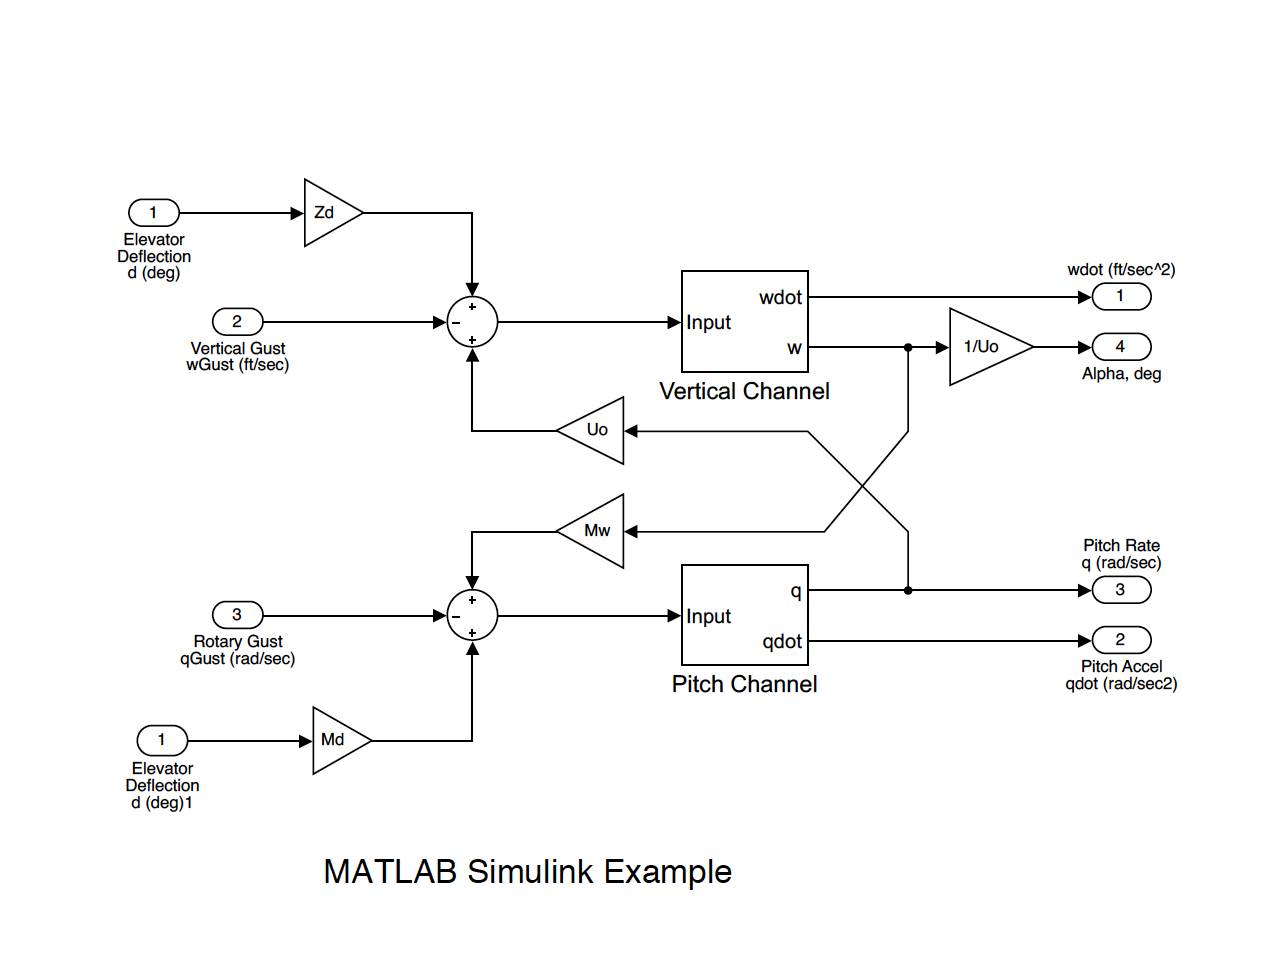 1
Elevator
Deflection
d (deg)
Zd
2
Vertical Gust
wGust (ft/sec)
+
−
+
Input
wdot
w
Vertical Channel
wdot (ft/sec^2)
1
1/Uo
4
Alpha, deg
Uo
Mw
3
Rotary Gust
qGust (rad/sec)
+
−
+
Input
q
qdot
Pitch Channel
Pitch Rate
q (rad/sec)
3
2
Pitch Accel
qdot (rad/sec2)
1
Elevator
Deflection
d (deg)1
Md
MATLAB Simulink Example